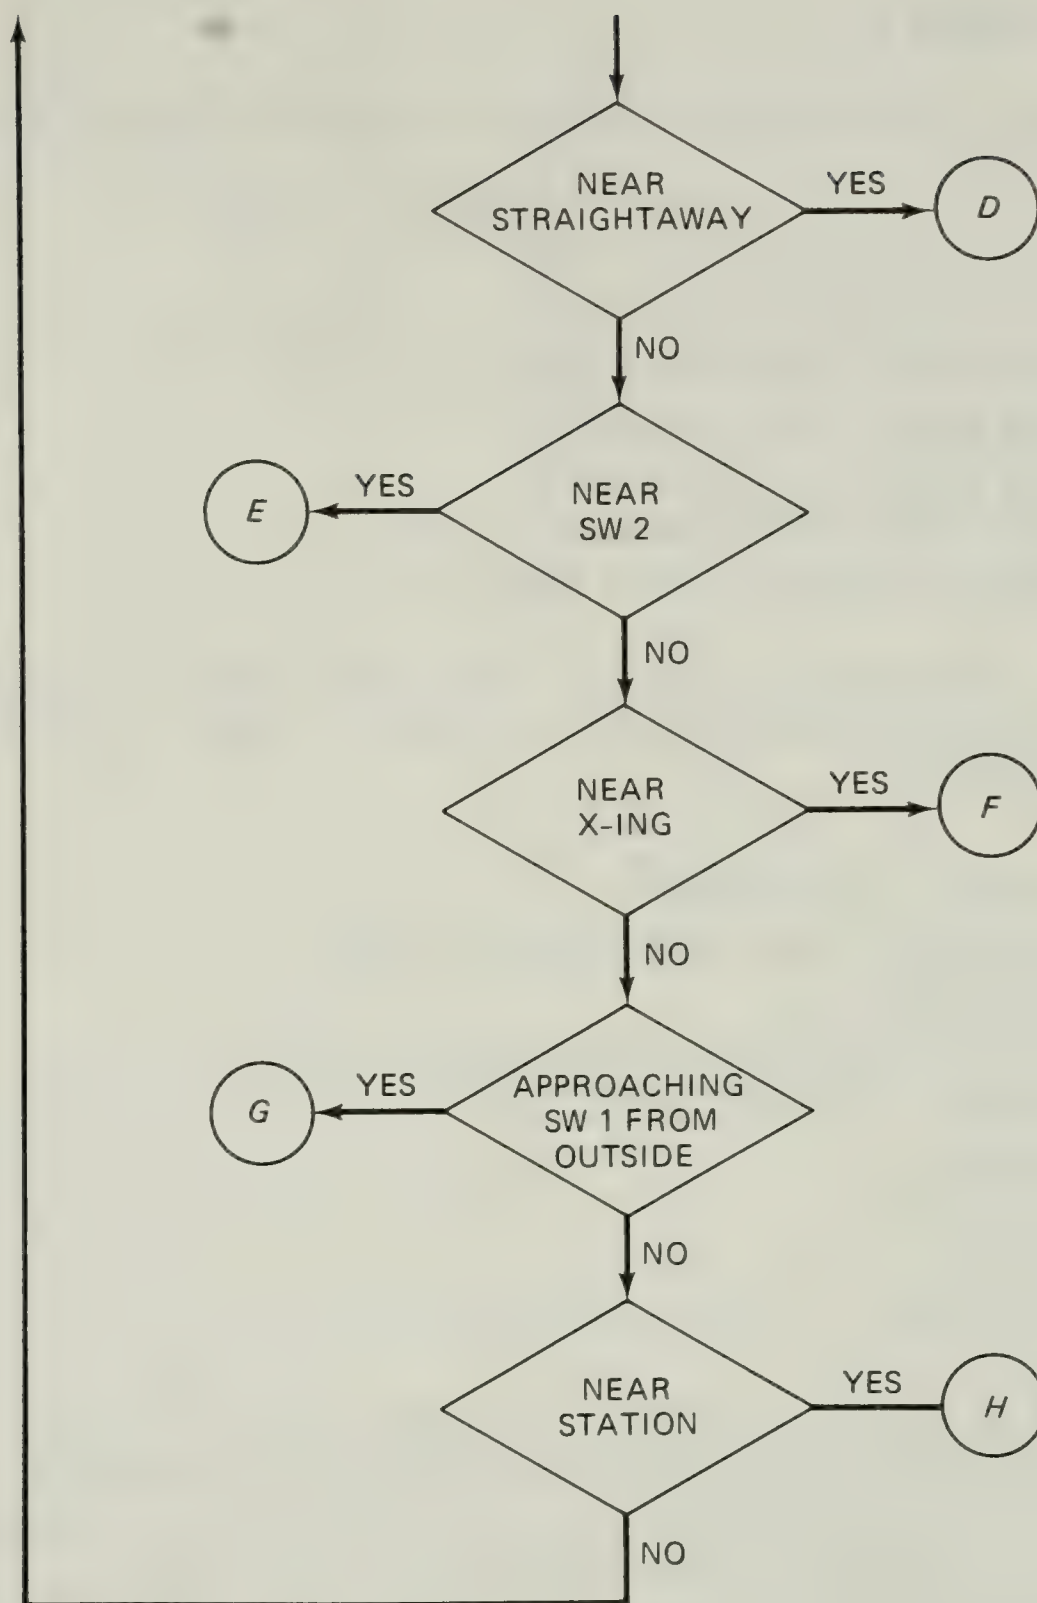 NEAR
STRAIGHTAWAY
YES
D
NO
NEAR
SW 2
YES
E
NO
NEAR
X-ING
YES
F
NO
APPROACHING
SW 1 FROM
OUTSIDE
YES
G
NO
NEAR
STATION
YES
H
NO